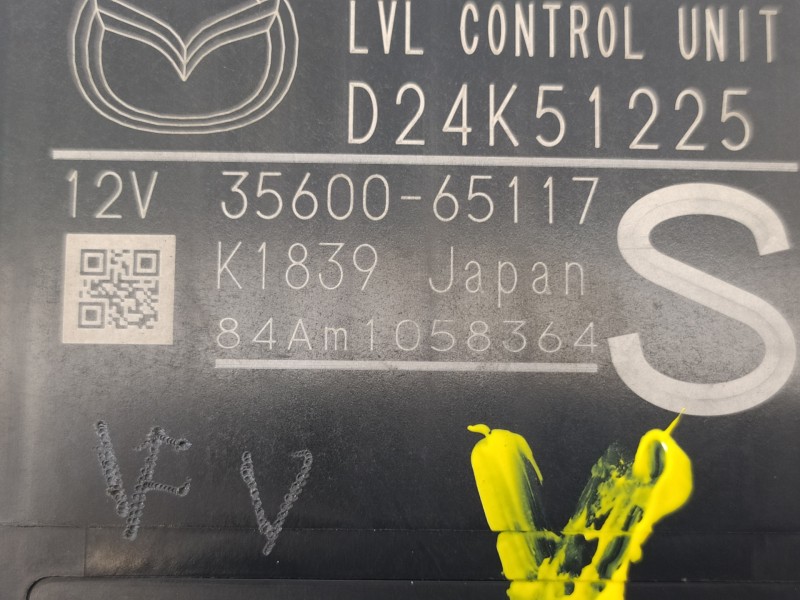 LVL CONTROL UNIT
D24K51225
12V 35600-65117
S
K1839 Japan
84Am1058364
V